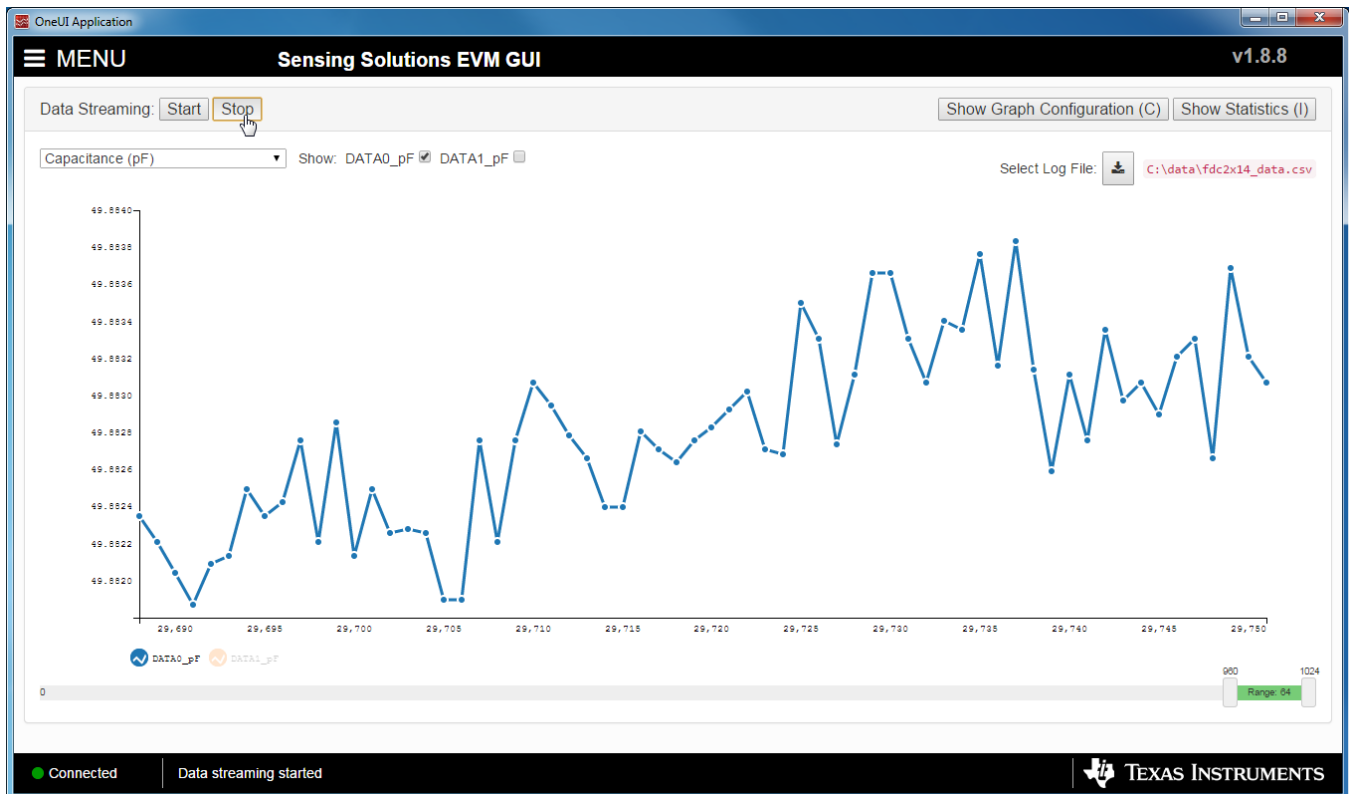 OneUI Application
MENU Sensing Solutions EVM GUI v1.8.8
Data Streaming: Start Stop Show Graph Configuration (C) Show Statistics (I)
Capacitance (pF) Show: DATA0_pF DATA1_pF
Select Log File: C:\data\fdc2x14_data.csv
49.8840
49.8838
49.8836
49.8834
49.8832
49.8830
49.8828
49.8826
49.8824
49.8822
49.8820
29,690 29,695 29,700 29,705 29,710 29,715 29,720 29,725 29,730 29,735 29,740 29,745 29,750
DATA0_pF DATA1_pF
960 1024
0 Range: 64
Connected Data streaming started TEXAS INSTRUMENTS